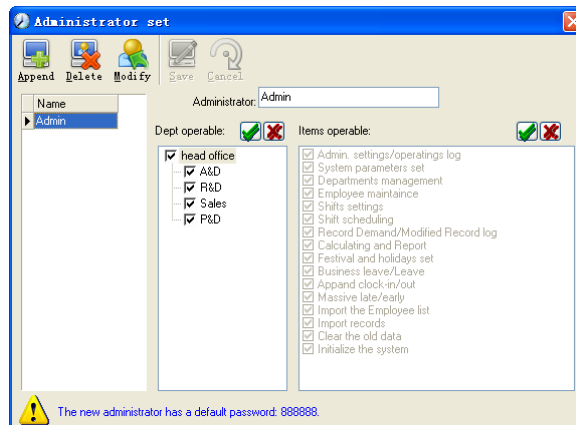 Administrator set
Append Delete Modify Save Cancel
Name
Admin
Administrator: Admin
Dept operable:
head office
A&D
R&D
Sales
P&D
Items operable:
Admin. settings/operatings log
System parameters set
Departments management
Employee maintaince
Shifts settings
Shift scheduling
Record Demand/Modified Record log
Calculating and Report
Festival and holidays set
Business leave/Leave
Appand clock-in/out
Massive late/early
Import the Employee list
Import records
Clear the old data
Initialize the system
The new administrator has a default password: 888888.